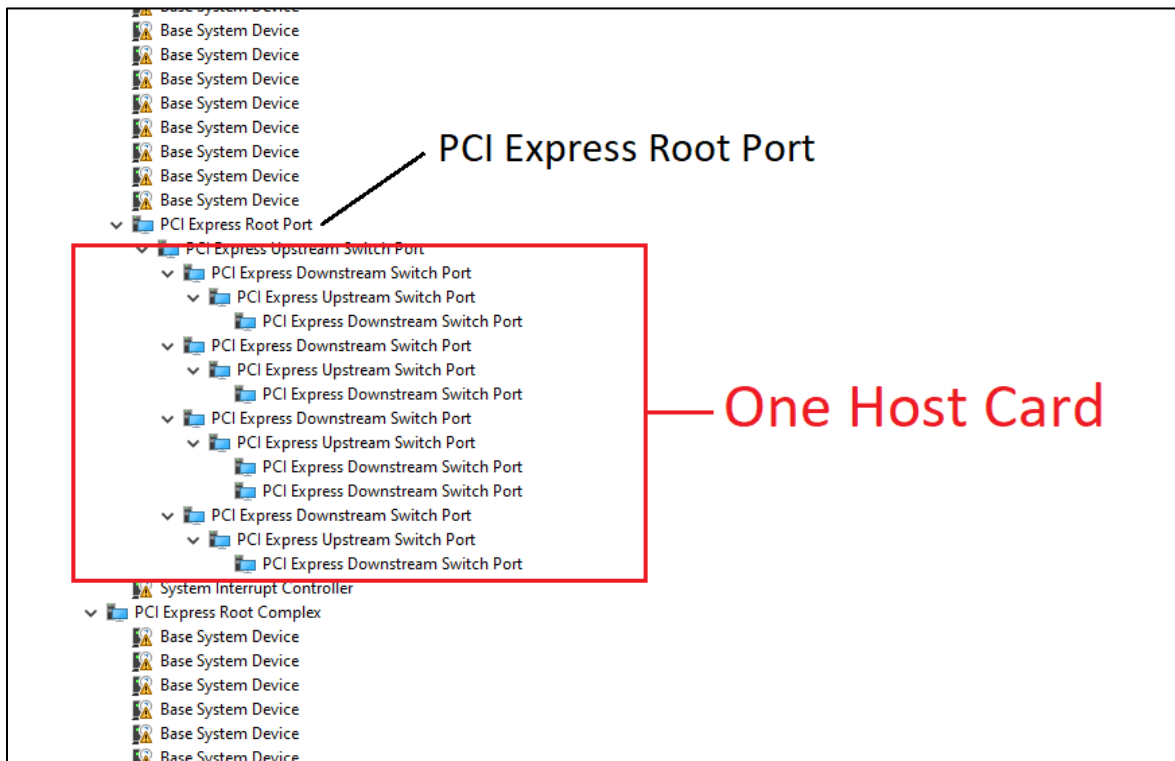 Base System Device
Base System Device
Base System Device
Base System Device
Base System Device
Base System Device
Base System Device
Base System Device
Base System Device
PCI Express Root Port
PCI Express Root Port
PCI Express Upstream Switch Port
PCI Express Downstream Switch Port
PCI Express Upstream Switch Port
PCI Express Downstream Switch Port
PCI Express Downstream Switch Port
PCI Express Upstream Switch Port
PCI Express Downstream Switch Port
One Host Card
PCI Express Downstream Switch Port
PCI Express Upstream Switch Port
PCI Express Downstream Switch Port
PCI Express Downstream Switch Port
PCI Express Downstream Switch Port
PCI Express Upstream Switch Port
PCI Express Downstream Switch Port
System Interrupt Controller
PCI Express Root Complex
Base System Device
Base System Device
Base System Device
Base System Device
Base System Device
Base System Device